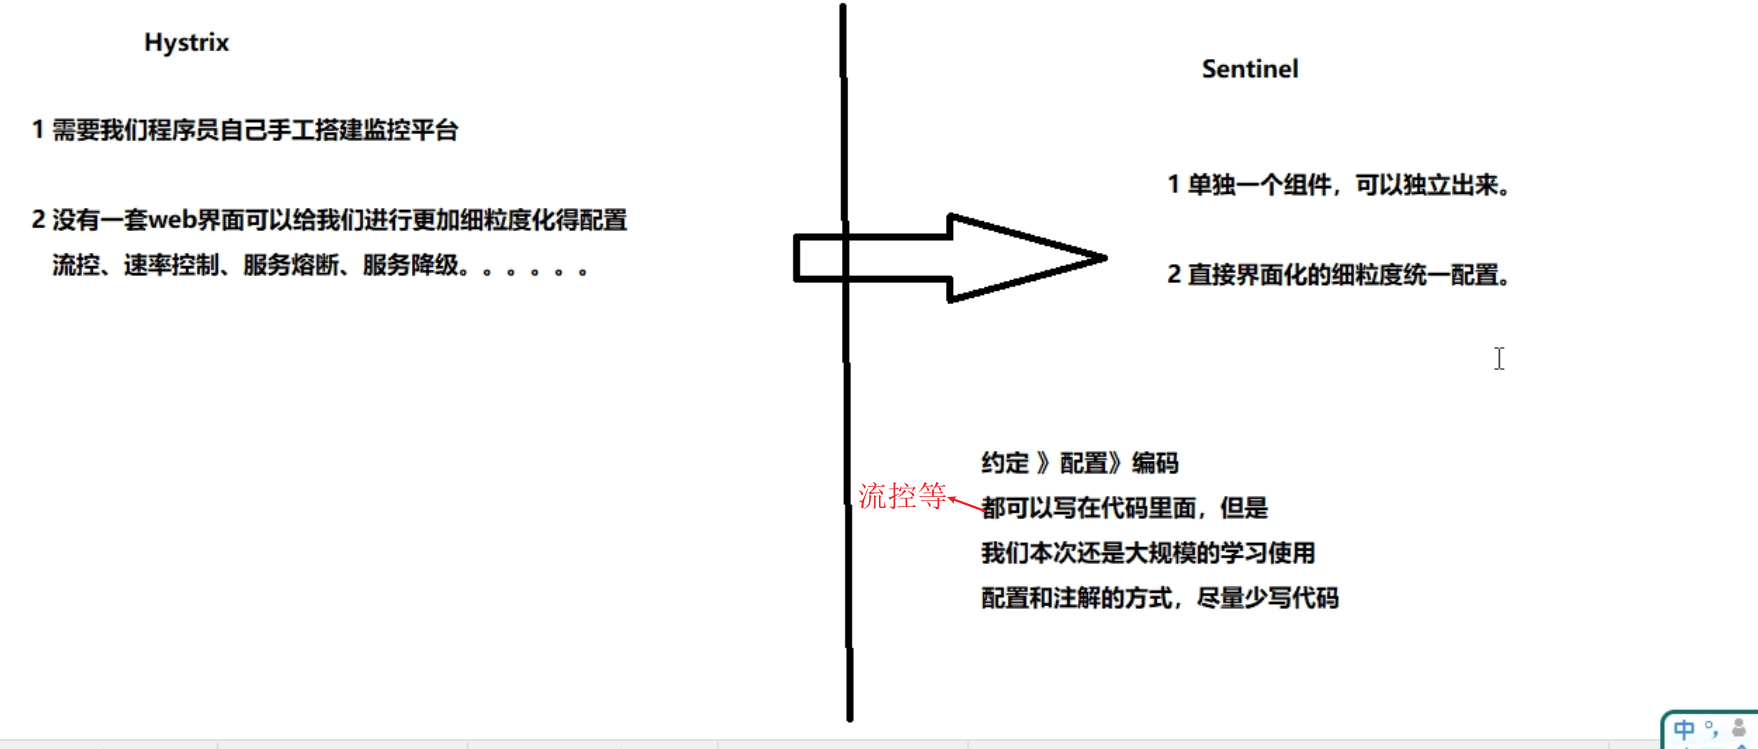 Hystrix
1 需要我们程序员自己手工搭建监控平台
2 没有一套web界面可以给我们进行更加细粒度化得配置
流控、速率控制、服务熔断、服务降级。。。。。。
Sentinel
1 单独一个组件，可以独立出来。
2 直接界面化的细粒度统一配置。
约定 》配置》编码
流控等
都可以写在代码里面，但是
我们本次还是大规模的学习使用
配置和注解的方式，尽量少写代码
中 °,